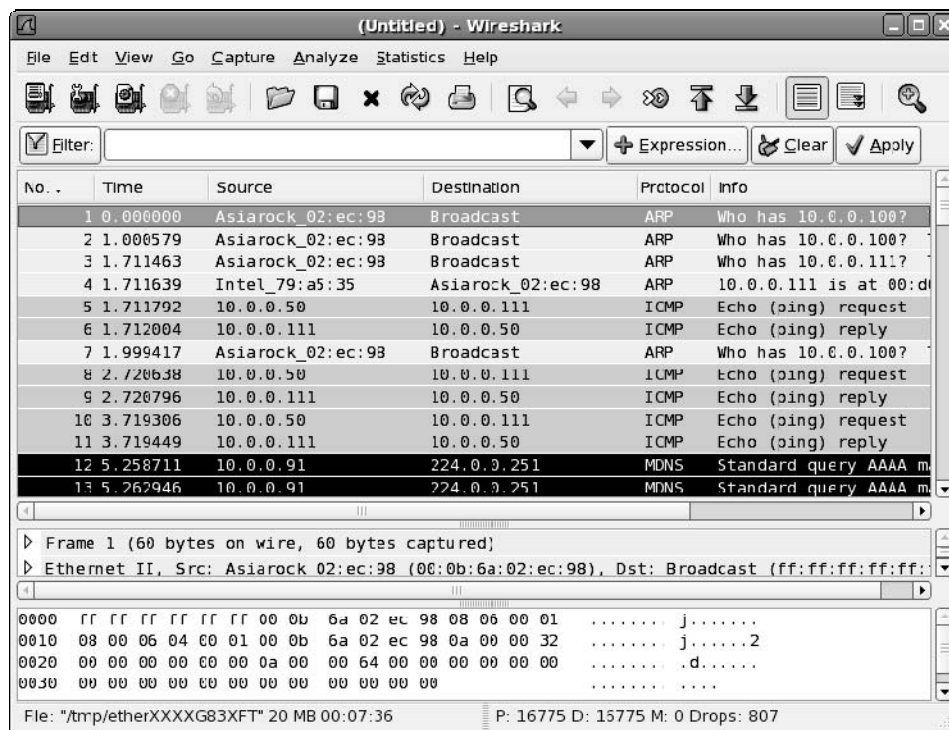 (Untitled) - Wireshark
File Edt View Go Capture Analyze Statistics Help
Filter: Expression... Clear Apply
No. . Time Source Destination Protocol Info
1 0.000000 Asiarock_02:ec:98 Broadcast ARP Who has 10.0.0.100?
2 1.000579 Asiarock_02:ec:98 Broadcast ARP Who has 10.0.0.100?
3 1.711463 Asiarock_02:ec:98 Broadcast ARP Who has 10.0.0.111?
4 1.711639 Intel_79:a5:35 Asiarock_02:ec:98 ARP 10.0.0.111 is at 00:d
5 1.711792 10.0.0.50 10.0.0.111 ICMP Echo (ping) request
6 1.712004 10.0.0.111 10.0.0.50 ICMP Echo (ping) reply
7 1.999417 Asiarock_02:ec:98 Broadcast ARP Who has 10.0.0.100?
8 2.720638 10.0.0.50 10.0.0.111 ICMP Echo (ping) request
9 2.720796 10.0.0.111 10.0.0.50 ICMP Echo (ping) reply
10 3.719306 10.0.0.50 10.0.0.111 ICMP Echo (ping) request
11 3.719449 10.0.0.111 10.0.0.50 ICMP Echo (ping) reply
12 5.258711 10.0.0.91 224.0.0.251 MDNS Standard query AAAA m
13 5.262946 10.0.0.91 224.0.0.251 MDNS Standard query AAAA m
Frame 1 (60 bytes on wire, 60 bytes captured)
Ethernet II, Src: Asiarock_02:ec:98 (00:0b:6a:02:ec:98), Dst: Broadcast (ff:ff:ff:ff:ff:
0000 ff ff ff ff ff ff 00 0b 6a 02 ec 98 08 06 00 01 ........ j.......
0010 08 00 06 04 00 01 00 0b 6a 02 ec 98 0a 00 00 32 ........ j......2
0020 00 00 00 00 00 00 0a 00 00 64 00 00 00 00 00 00 ........ .d......
0030 00 00 00 00 00 00 00 00 00 00 00 00 ........ ....
File: "/tmp/etherXXXXG83XFT" 20 MB 00:07:36 P: 16775 D: 16775 M: 0 Drops: 807